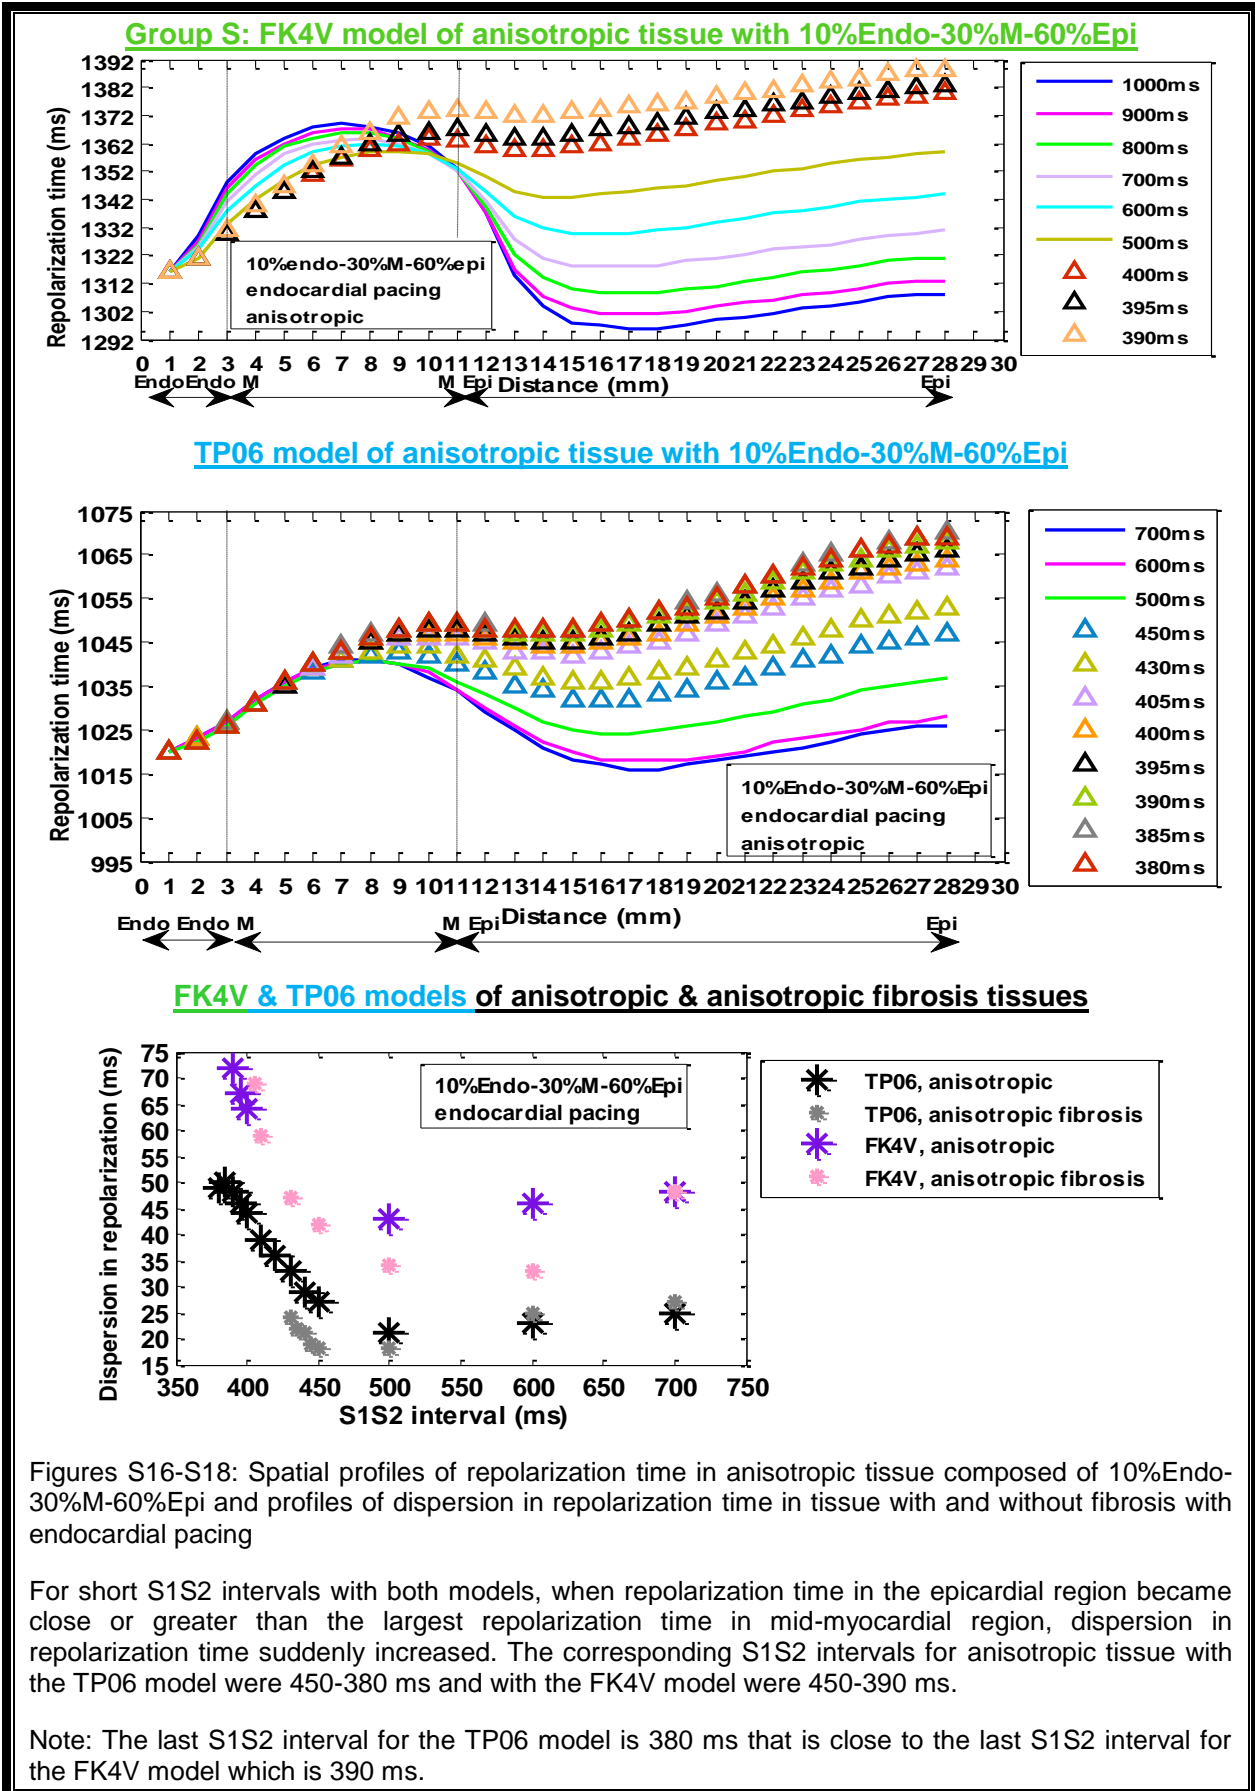 Group S: FK4V model of anisotropic tissue with 10%Endo-30%M-60%Epi
Repolarization time (ms)
1392
1382
1372
1362
1352
1342
1332
1322
1312
1302
1292
10%endo-30%M-60%epi
endocardial pacing
anisotropic
0 1 2 3 4 5 6 7 8 9 10 11 12 13 14 15 16 17 18 19 20 21 22 23 24 25 26 27 28 29 30
Endo Endo M M Epi Distance (mm) Epi
1000ms
900ms
800ms
700ms
600ms
500ms
400ms
395ms
390ms
TP06 model of anisotropic tissue with 10%Endo-30%M-60%Epi
Repolarization time (ms)
1075
1065
1055
1045
1035
1025
1015
1005
995
10%Endo-30%M-60%Epi
endocardial pacing
anisotropic
0 1 2 3 4 5 6 7 8 9 10 11 12 13 14 15 16 17 18 19 20 21 22 23 24 25 26 27 28 29 30
Endo Endo M M Epi Distance (mm) Epi
700ms
600ms
500ms
450ms
430ms
405ms
400ms
395ms
390ms
385ms
380ms
FK4V & TP06 models of anisotropic & anisotropic fibrosis tissues
Dispersion in repolarization (ms)
75
70
65
60
55
50
45
40
35
30
25
20
15
10%Endo-30%M-60%Epi
endocardial pacing
350 400 450 500 550 600 650 700 750
S1S2 interval (ms)
TP06, anisotropic
TP06, anisotropic fibrosis
FK4V, anisotropic
FK4V, anisotropic fibrosis
Figures S16-S18: Spatial profiles of repolarization time in anisotropic tissue composed of 10%Endo-
30%M-60%Epi and profiles of dispersion in repolarization time in tissue with and without fibrosis with
endocardial pacing
For short S1S2 intervals with both models, when repolarization time in the epicardial region became
close or greater than the largest repolarization time in mid-myocardial region, dispersion in
repolarization time suddenly increased. The corresponding S1S2 intervals for anisotropic tissue with
the TP06 model were 450-380 ms and with the FK4V model were 450-390 ms.
Note: The last S1S2 interval for the TP06 model is 380 ms that is close to the last S1S2 interval for
the FK4V model which is 390 ms.